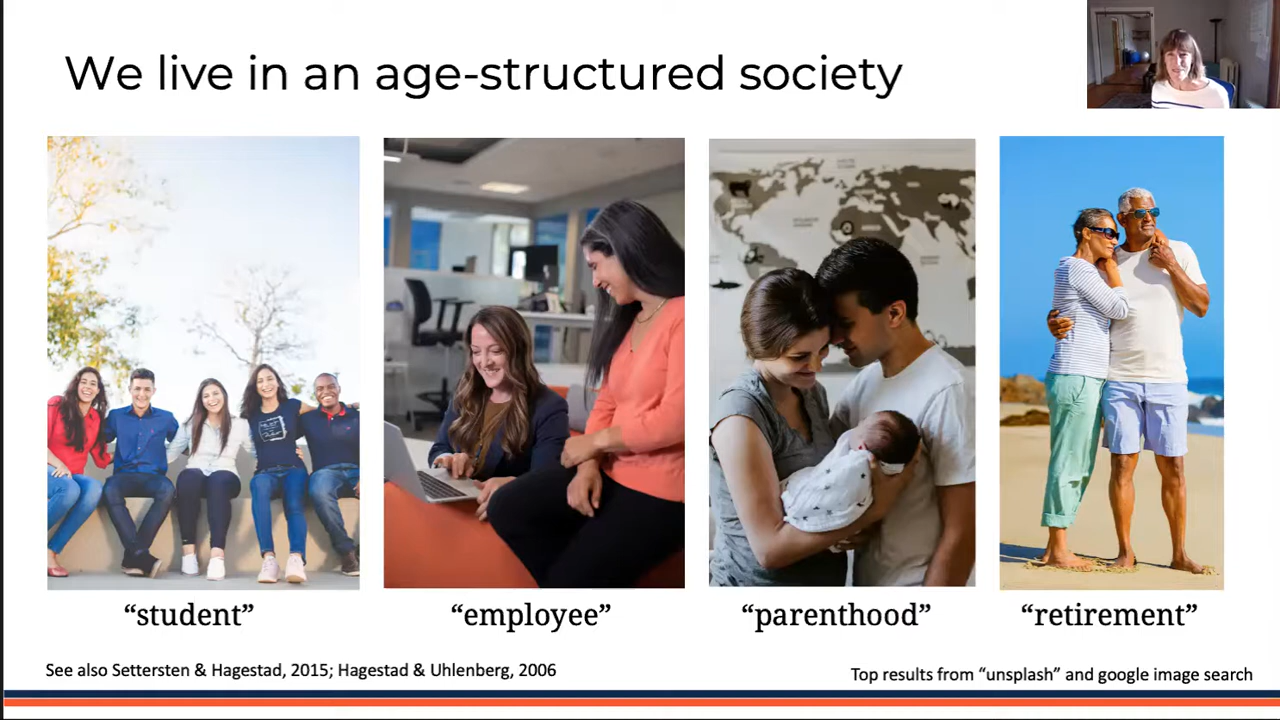 We live in an age-structured society
“student”
“employee”
“parenthood”
“retirement”
See also Settersten & Hagestad, 2015; Hagestad & Uhlenberg, 2006
Top results from “unsplash” and google image search